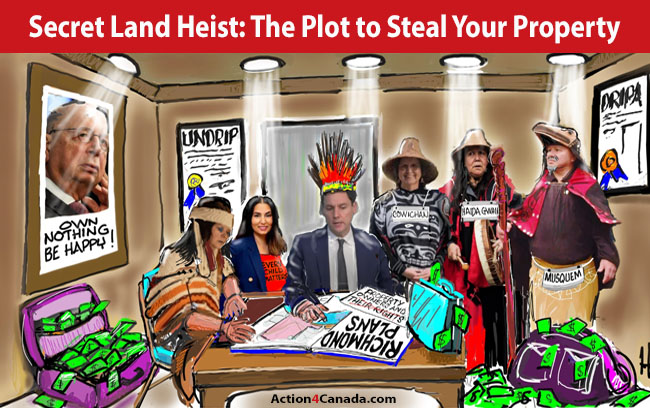 Secret Land Heist: The Plot to Steal Your Property
OWN
NOTHING
BE HAPPY!
UNDRIP
DRIPA
EVERY
CHILD
MATTERS
COWICHAN
HAIDA GWAII
MUSQUEM
PROPERTY
OWNERS AND
THEIR RIGHTS
RICHMOND
PLANS
Action4Canada.com